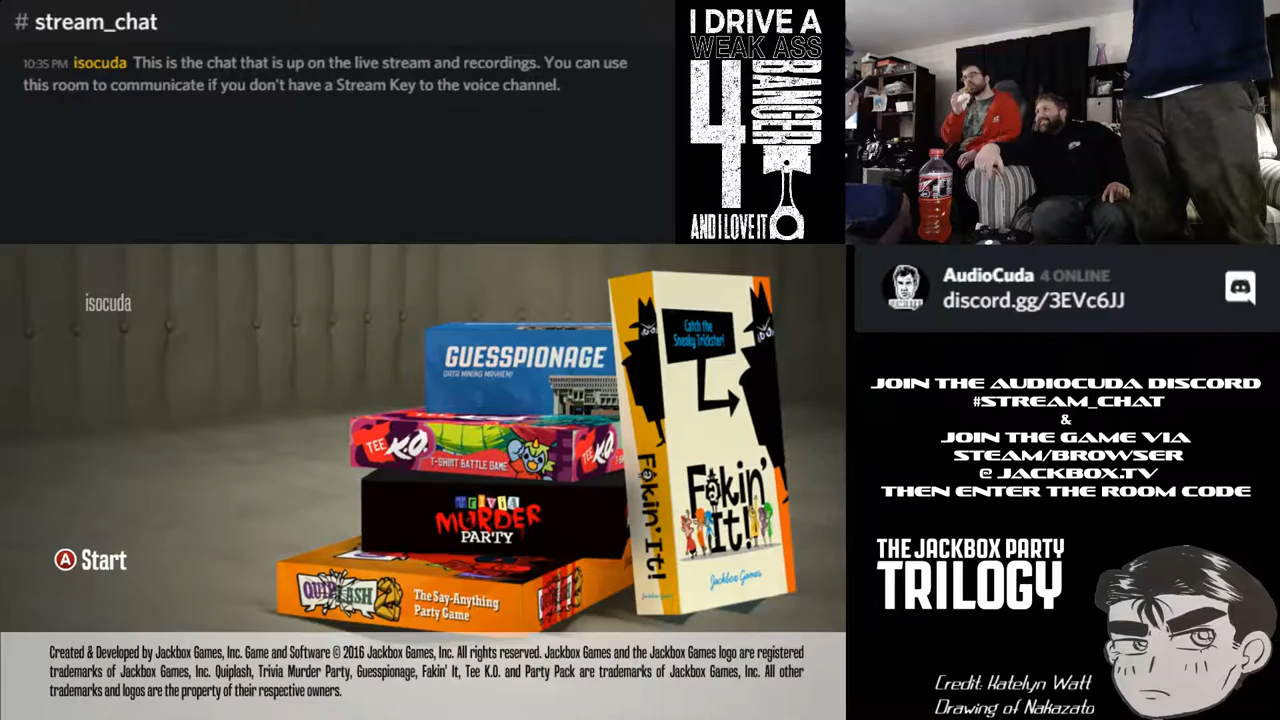 # stream_chat
10:35 PM isocuda This is the chat that is up on the live stream and recordings. You can use
this room to communicate if you don't have a Stream Key to the voice channel.
I DRIVE A
WEAK ASS
4
BANGER
AND I LOVE IT
isocuda
GUESSPIONAGE
DATA MINING MAYHEM!
TEE K.O.
T-SHIRT BATTLE GAME
TEE K.O.
trivia
MURDER
PARTY
QUIPLASH
The Say-Anything
Party Game
Catch the
Sneaky Trickster!
Fakin'
It!
Jackbox Games
Fakin' It!
Ⓐ Start
Created & Developed by Jackbox Games, Inc. Game and Software © 2016 Jackbox Games, Inc. All rights reserved. Jackbox Games and the Jackbox Games logo are registered
trademarks of Jackbox Games, Inc. Quiplash, Trivia Murder Party, Guesspionage, Fakin' It, Tee K.O. and Party Pack are trademarks of Jackbox Games, Inc. All other
trademarks and logos are the property of their respective owners.
AudioCuda 4 ONLINE
discord.gg/3EVc6JJ
JOIN THE AUDIOCUDA DISCORD
#STREAM_CHAT
&
JOIN THE GAME VIA
STEAM/BROWSER
@ JACKBOX.TV
THEN ENTER THE ROOM CODE
THE JACKBOX PARTY
TRILOGY
Credit: Katelyn Watt
Drawing of Nakazato